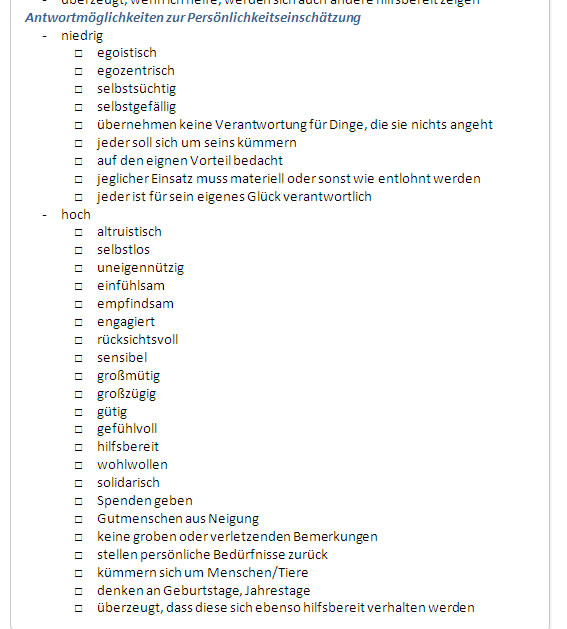 - überzeugt, wenn ich helfe, werden sich auch andere hilfsbereit zeigen
Antwortmöglichkeiten zur Persönlichkeitseinschätzung
- niedrig
□ egoistisch
□ egozentrisch
□ selbstsüchtig
□ selbstgefällig
□ übernehmen keine Verantwortung für Dinge, die sie nichts angeht
□ jeder soll sich um seins kümmern
□ auf den eignen Vorteil bedacht
□ jeglicher Einsatz muss materiell oder sonst wie entlohnt werden
□ jeder ist für sein eigenes Glück verantwortlich
- hoch
□ altruistisch
□ selbstlos
□ uneigennützig
□ einfühlsam
□ empfindsam
□ engagiert
□ rücksichtsvoll
□ sensibel
□ großmütig
□ großzügig
□ gütig
□ gefühlvoll
□ hilfsbereit
□ wohlwollen
□ solidarisch
□ Spenden geben
□ Gutmenschen aus Neigung
□ keine groben oder verletzenden Bemerkungen
□ stellen persönliche Bedürfnisse zurück
□ kümmern sich um Menschen/Tiere
□ denken an Geburtstage, Jahrestage
□ überzeugt, dass diese sich ebenso hilfsbereit verhalten werden